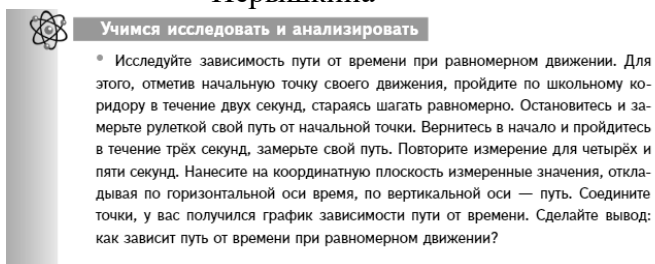 Перышкина
Учимся исследовать и анализировать
• Исследуйте зависимость пути от времени при равномерном движении. Для
этого, отметив начальную точку своего движения, пройдите по школьному ко-
ридору в течение двух секунд, стараясь шагать равномерно. Остановитесь и за-
мерьте рулеткой свой путь от начальной точки. Вернитесь в начало и пройдитесь
в течение трёх секунд, замерьте свой путь. Повторите измерение для четырёх и
пяти секунд. Нанесите на координатную плоскость измеренные значения, откла-
дывая по горизонтальной оси время, по вертикальной оси — путь. Соедините
точки, у вас получился график зависимости пути от времени. Сделайте вывод:
как зависит путь от времени при равномерном движении?